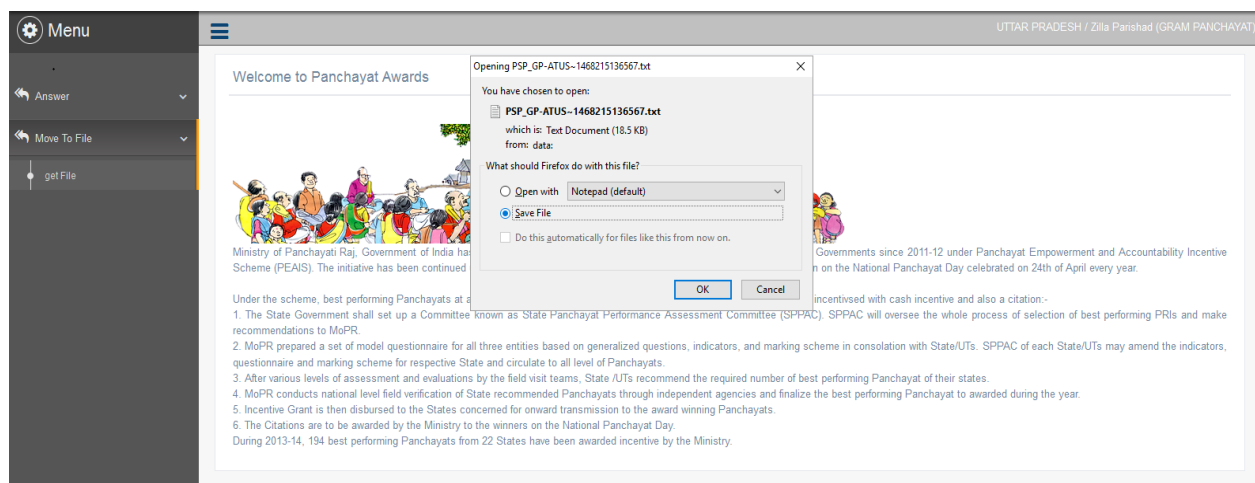 Menu
UTTAR PRADESH / Zilla Parishad (GRAM PANCHAYAT)
Answer
Move To File
get File
Welcome to Panchayat Awards
Opening PSP_GP-ATUS~1468215136567.txt
You have chosen to open:
PSP_GP-ATUS~1468215136567.txt
which is: Text Document (18.5 KB)
from: data:
What should Firefox do with this file?
Open with Notepad (default)
Save File
Do this automatically for files like this from now on.
OK Cancel
Ministry of Panchayati Raj, Government of India ha Governments since 2011-12 under Panchayat Empowerment and Accountability Incentive
Scheme (PEAIS). The initiative has been continued n on the National Panchayat Day celebrated on 24th of April every year.
Under the scheme, best performing Panchayats at a incentivsed with cash incentive and also a citation:-
1. The State Government shall set up a Committee known as State Panchayat Performance Assessment Committee (SPPAC). SPPAC will oversee the whole process of selection of best performing PRIs and make
recommendations to MoPR.
2. MoPR prepared a set of model questionnaire for all three entities based on generalized questions, indicators, and marking scheme in consolation with State/UTs. SPPAC of each State/UTs may amend the indicators,
questionnaire and marking scheme for respective State and circulate to all level of Panchayats.
3. After various levels of assessment and evaluations by the field visit teams, State /UTs recommend the required number of best performing Panchayat of their states.
4. MoPR conducts national level field verification of State recommended Panchayats through independent agencies and finalize the best performing Panchayat to awarded during the year.
5. Incentive Grant is then disbursed to the States concerned for onward transmission to the award winning Panchayats.
6. The Citations are to be awarded by the Ministry to the winners on the National Panchayat Day.
During 2013-14, 194 best performing Panchayats from 22 States have been awarded incentive by the Ministry.